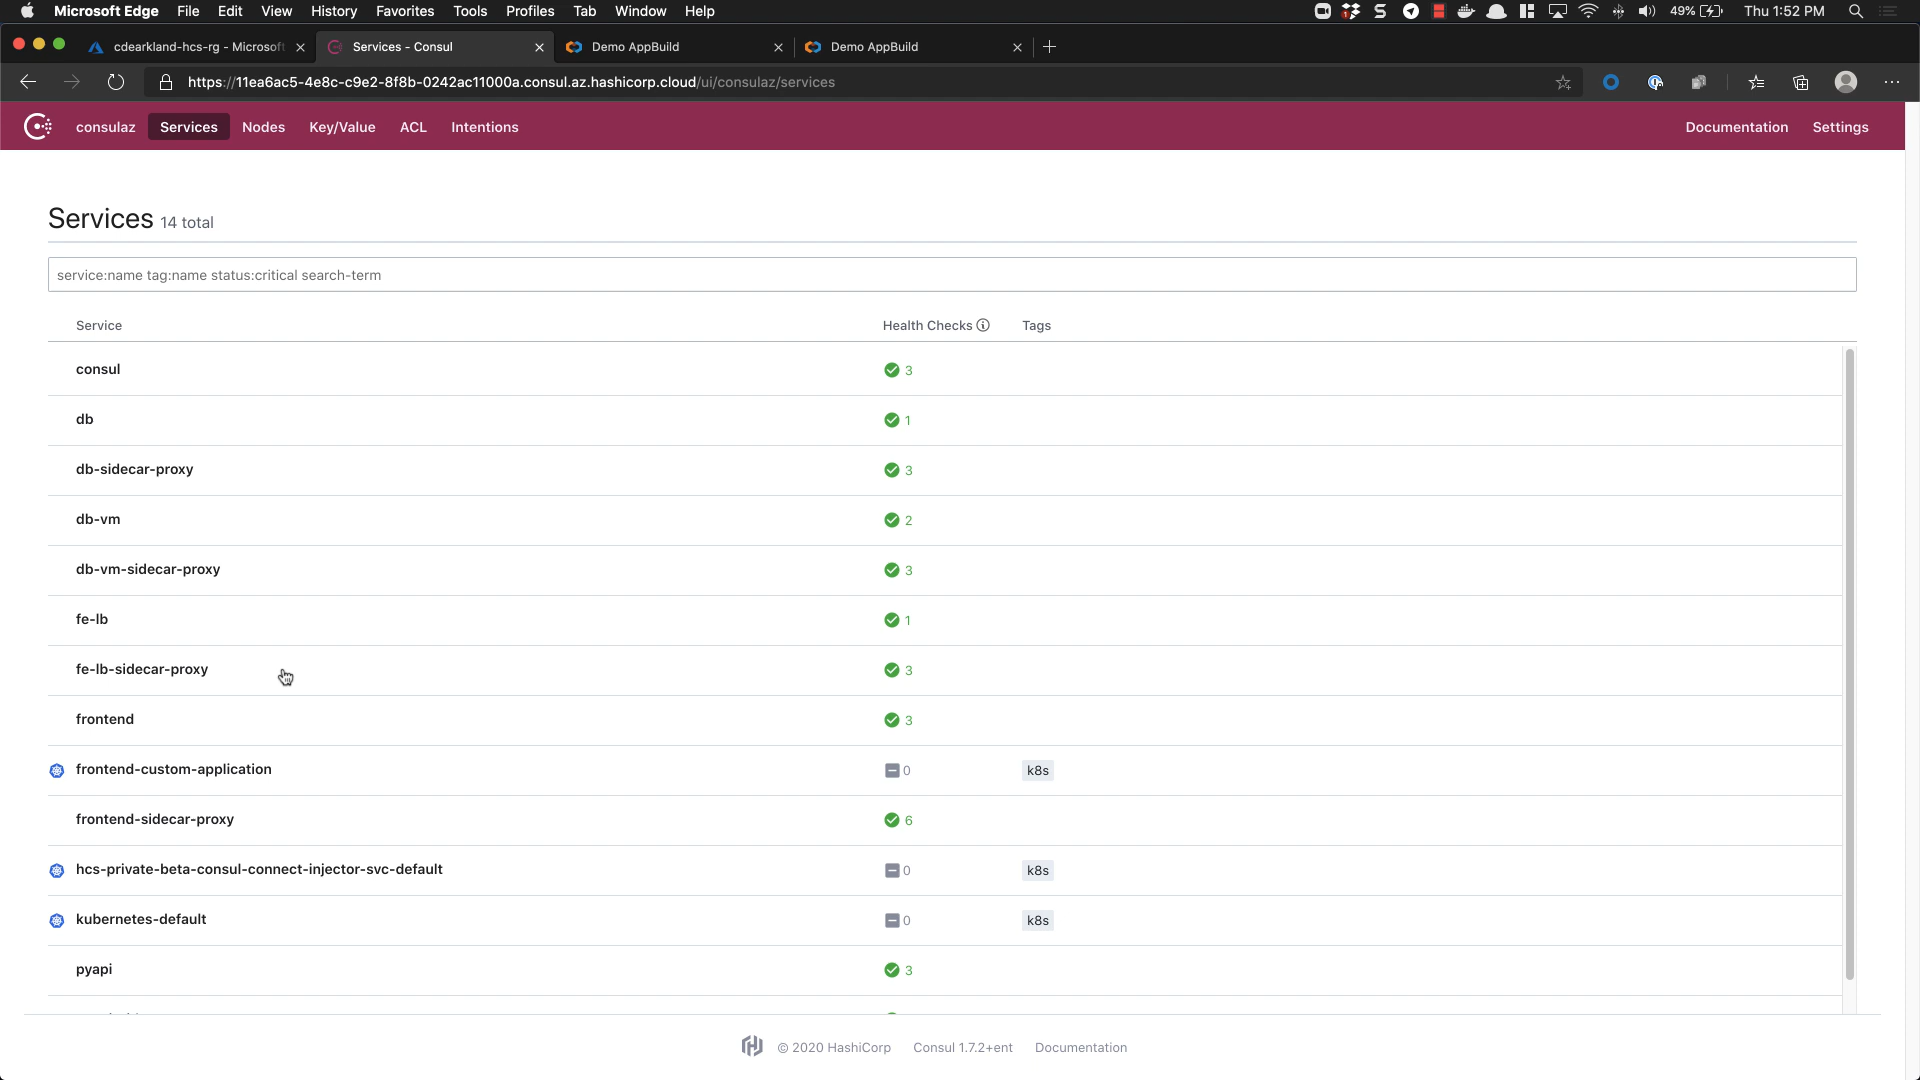 Microsoft Edge File Edit View History Favorites Tools Profiles Tab Window Help 49% Thu 1:52 PM
cdearkland-hcs-rg - Microsoft Services - Consul Demo AppBuild Demo AppBuild
https://11ea6ac5-4e8c-c9e2-8f8b-0242ac11000a.consul.az.hashicorp.cloud/ui/consulaz/services
consulaz Services Nodes Key/Value ACL Intentions Documentation Settings
Services 14 total
service:name tag:name status:critical search-term
Service Health Checks Tags
consul 3
db 1
db-sidecar-proxy 3
db-vm 2
db-vm-sidecar-proxy 3
fe-lb 1
fe-lb-sidecar-proxy 3
frontend 3
frontend-custom-application 0 k8s
frontend-sidecar-proxy 6
hcs-private-beta-consul-connect-injector-svc-default 0 k8s
kubernetes-default 0 k8s
pyapi 3
© 2020 HashiCorp Consul 1.7.2+ent Documentation